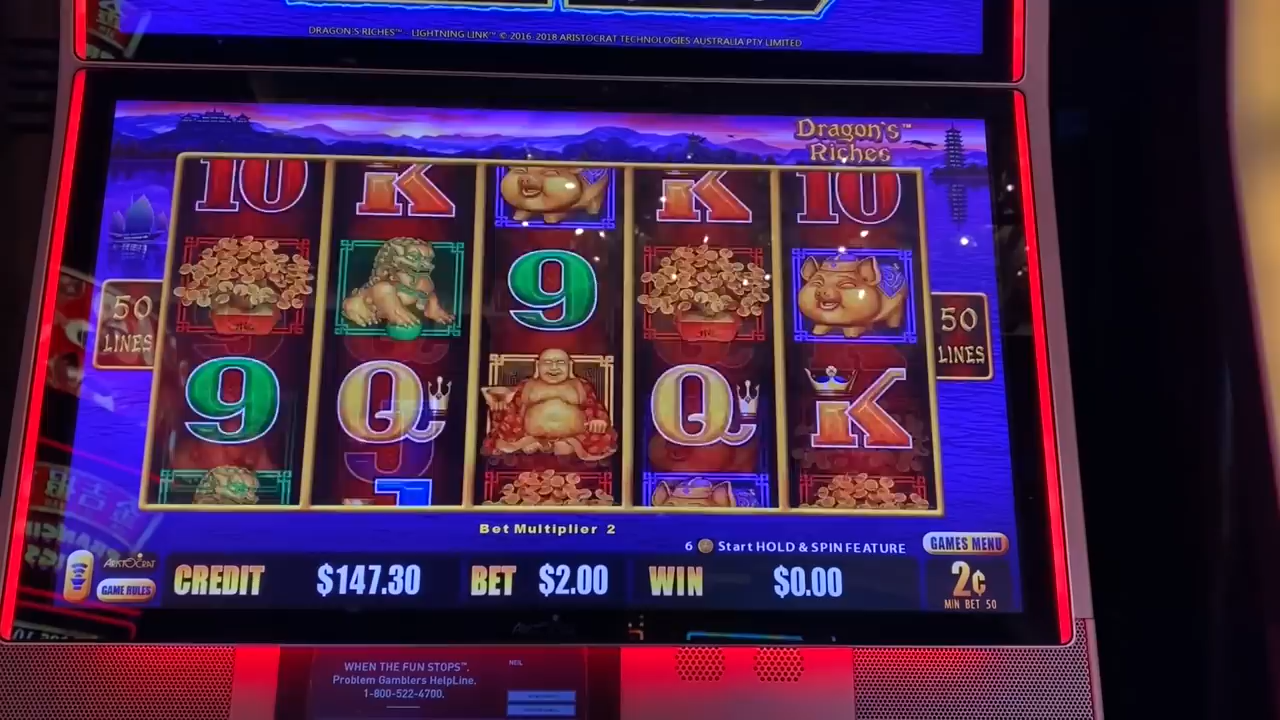 DRAGON'S RICHES™ LIGHTNING LINK™ © 2016-2018 ARISTOCRAT TECHNOLOGIES AUSTRALIA PTY LIMITED
Dragon's™
Riches
10 K K 10
9
50
LINES
50
LINES
9 Q Q K
J
Bet Multiplier 2
6 Start HOLD & SPIN FEATURE
GAMES MENU
ARISTOCRAT
GAME RULES
CREDIT $147.30 BET $2.00 WIN $0.00
2¢
MIN BET 50
WHEN THE FUN STOPS™.
Problem Gamblers HelpLine.
1-800-522-4700.
NEIL